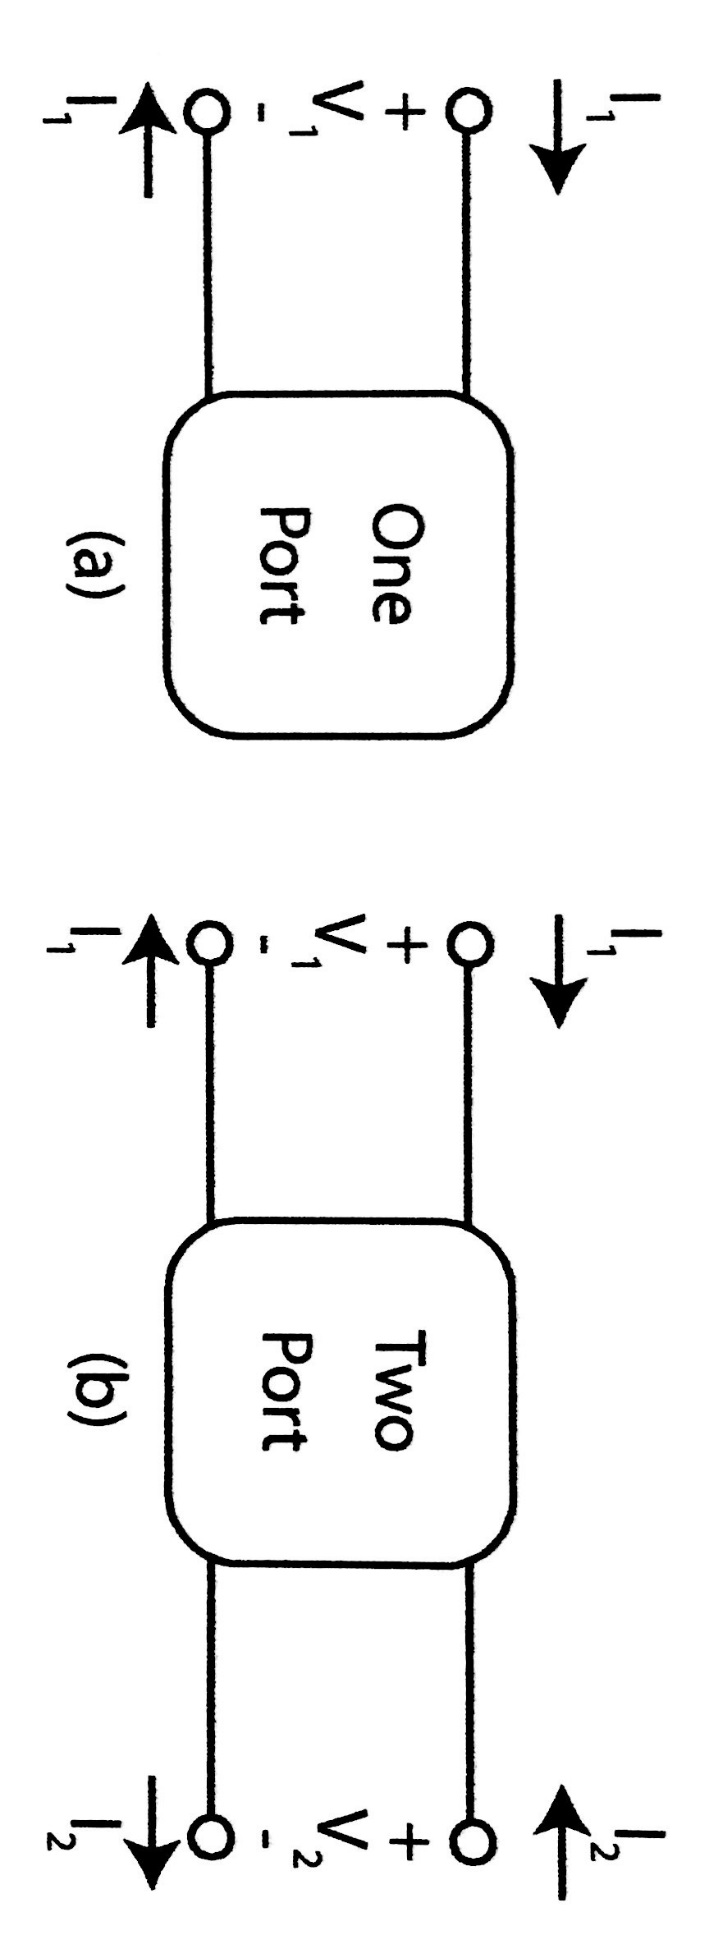 I₁
+
V₁
-
I₁
One
Port
(a)
I₁
+
V₁
-
I₁
Two
Port
I₂
+
V₂
-
I₂
(b)